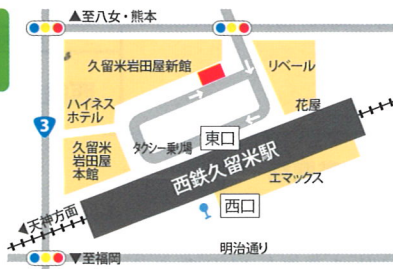 ▲至八女・熊本
久留米岩田屋新館
リベール
ハイネス
ホテル
花屋
3
タクシー乗り場
東口
久留米
岩田屋
本館
西鉄久留米駅
エマックス
西口
◀天神方面
明治通り
▼至福岡